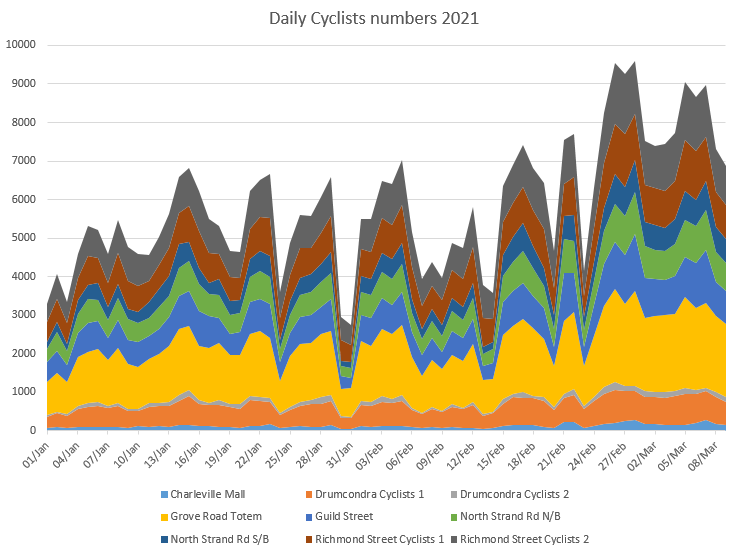 Daily Cyclists numbers 2021
10000
9000
8000
7000
6000
5000
4000
3000
2000
1000
0
01/Jan 04/Jan 07/Jan 10/Jan 13/Jan 16/Jan 19/Jan 22/Jan 25/Jan 28/Jan 31/Jan 03/Feb 06/Feb 09/Feb 12/Feb 15/Feb 18/Feb 21/Feb 24/Feb 27/Feb 02/Mar 05/Mar 08/Mar
Charleville Mall Drumcondra Cyclists 1 Drumcondra Cyclists 2
Grove Road Totem Guild Street North Strand Rd N/B
North Strand Rd S/B Richmond Street Cyclists 1 Richmond Street Cyclists 2